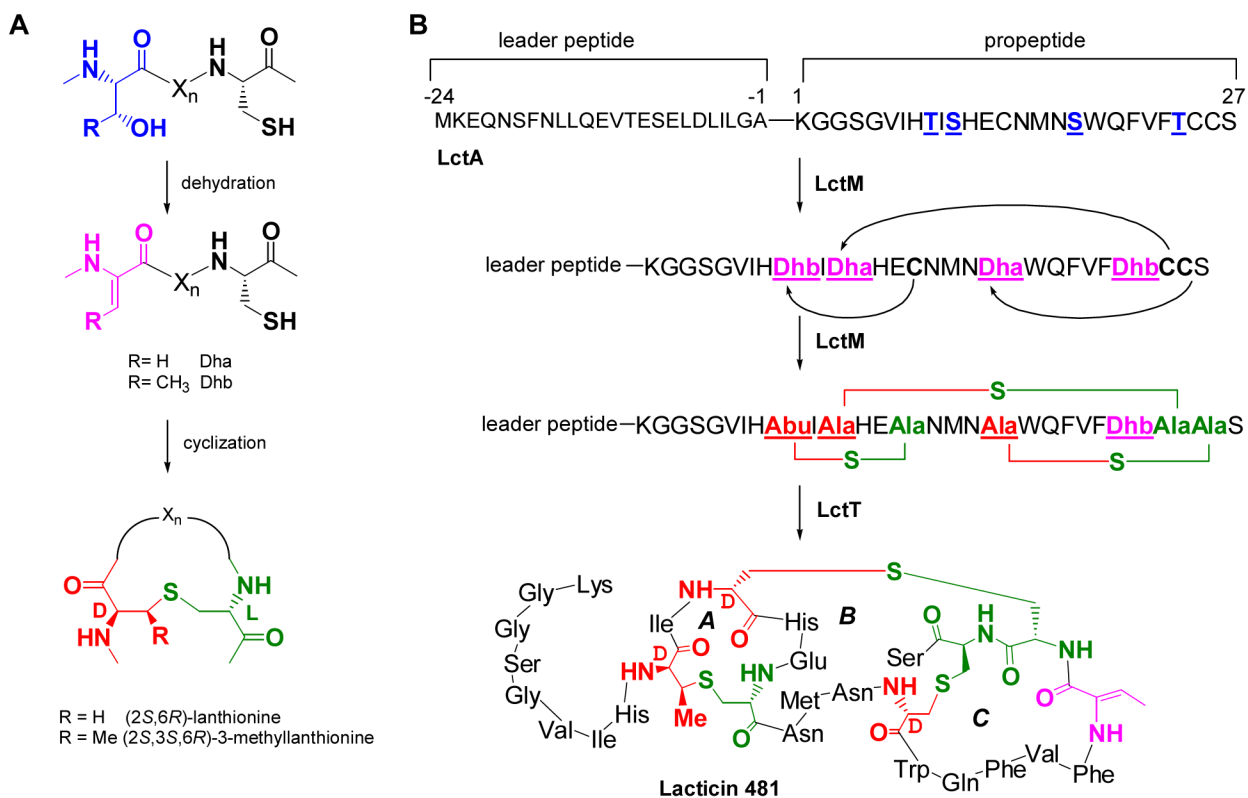 A
H
N
O
H
N
O
Xn
R
OH
SH
dehydration
H
N
O
H
N
O
Xn
R
SH
R= H Dha
R= CH3 Dhb
cyclization
Xn
O
S
NH
D
L
HN
R
O
R = H (2S,6R)-lanthionine
R = Me (2S,3S,6R)-3-methyllanthionine
B
leader peptide propeptide
-24 -1 1 27
MKEQNSFNLLQEVTESELDLILGA—KGGSGVIHTISHECNMNSWQFVFTCCS
LctA
LctM
leader peptide—KGGSGVIHDhbIDhaHECNMNDhaWQFVFDhbCCS
LctM
S
leader peptide—KGGSGVIHAbuIAlaHEAlaNMNAlaWQFVFDhbAlaAlaS
S S
LctT
Gly Lys
Gly
Ser
Gly
Val
Ile
His
HN
D
O
Ile
NH
D
O
A
His
Glu
B
HN
S
Me
O
Asn
Met
Asn
NH
D
O
S
S
Ser
O
H
N
O
NH
O
NH
C
Trp
Gln
Phe
Val
Phe
Lacticin 481